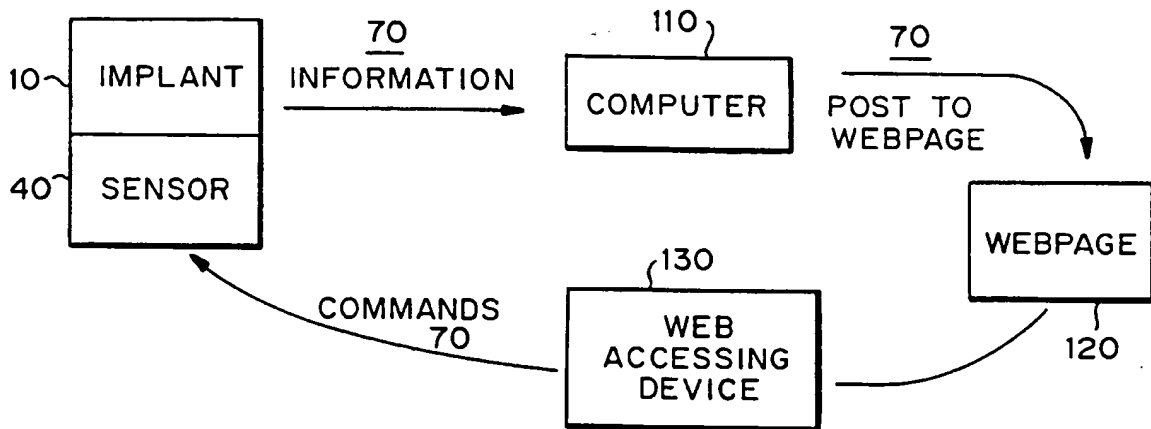 10
IMPLANT
40
SENSOR
70
INFORMATION
110
COMPUTER
70
POST TO
WEBPAGE
WEBPAGE
120
130
WEB
ACCESSING
DEVICE
COMMANDS
70